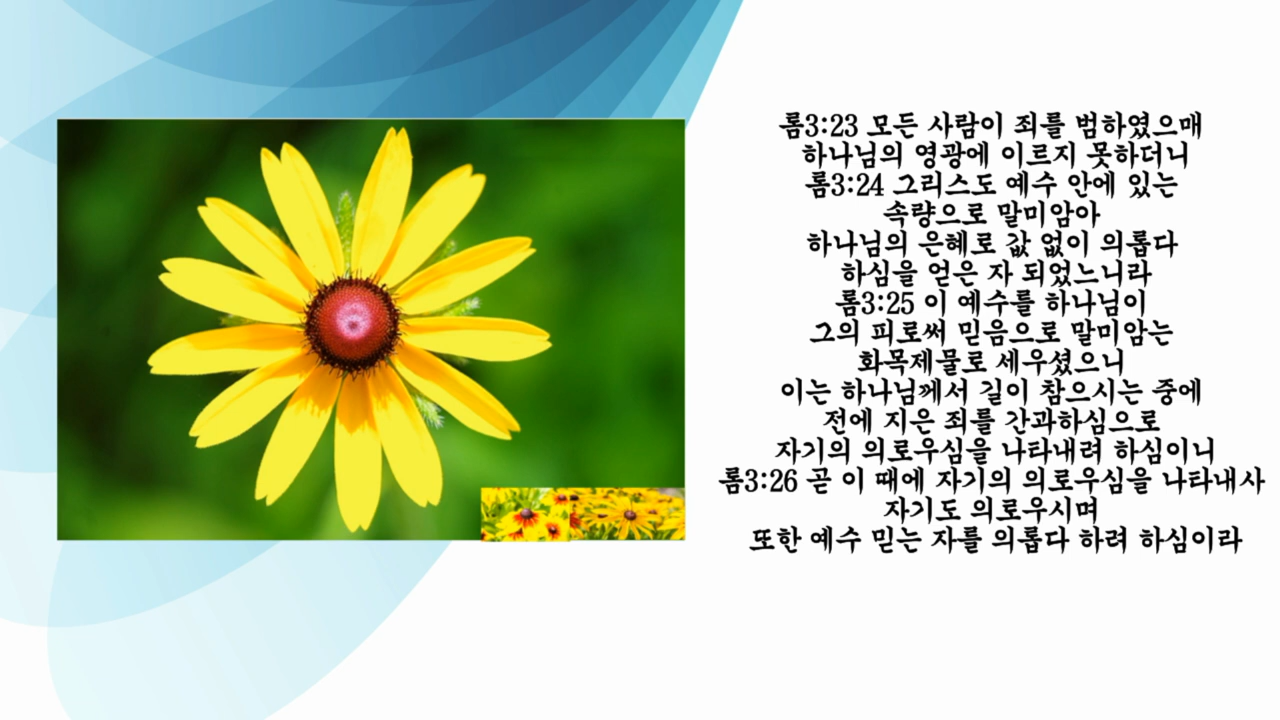 롬3:23 모든 사람이 죄를 범하였으매
하나님의 영광에 이르지 못하더니
롬3:24 그리스도 예수 안에 있는
속량으로 말미암아
하나님의 은혜로 값 없이 의롭다
하심을 얻은 자 되었느니라
롬3:25 이 예수를 하나님이
그의 피로써 믿음으로 말미암는
화목제물로 세우셨으니
이는 하나님께서 길이 참으시는 중에
전에 지은 죄를 간과하심으로
자기의 의로우심을 나타내려 하심이니
롬3:26 곧 이 때에 자기의 의로우심을 나타내사
자기도 의로우시며
또한 예수 믿는 자를 의롭다 하려 하심이라